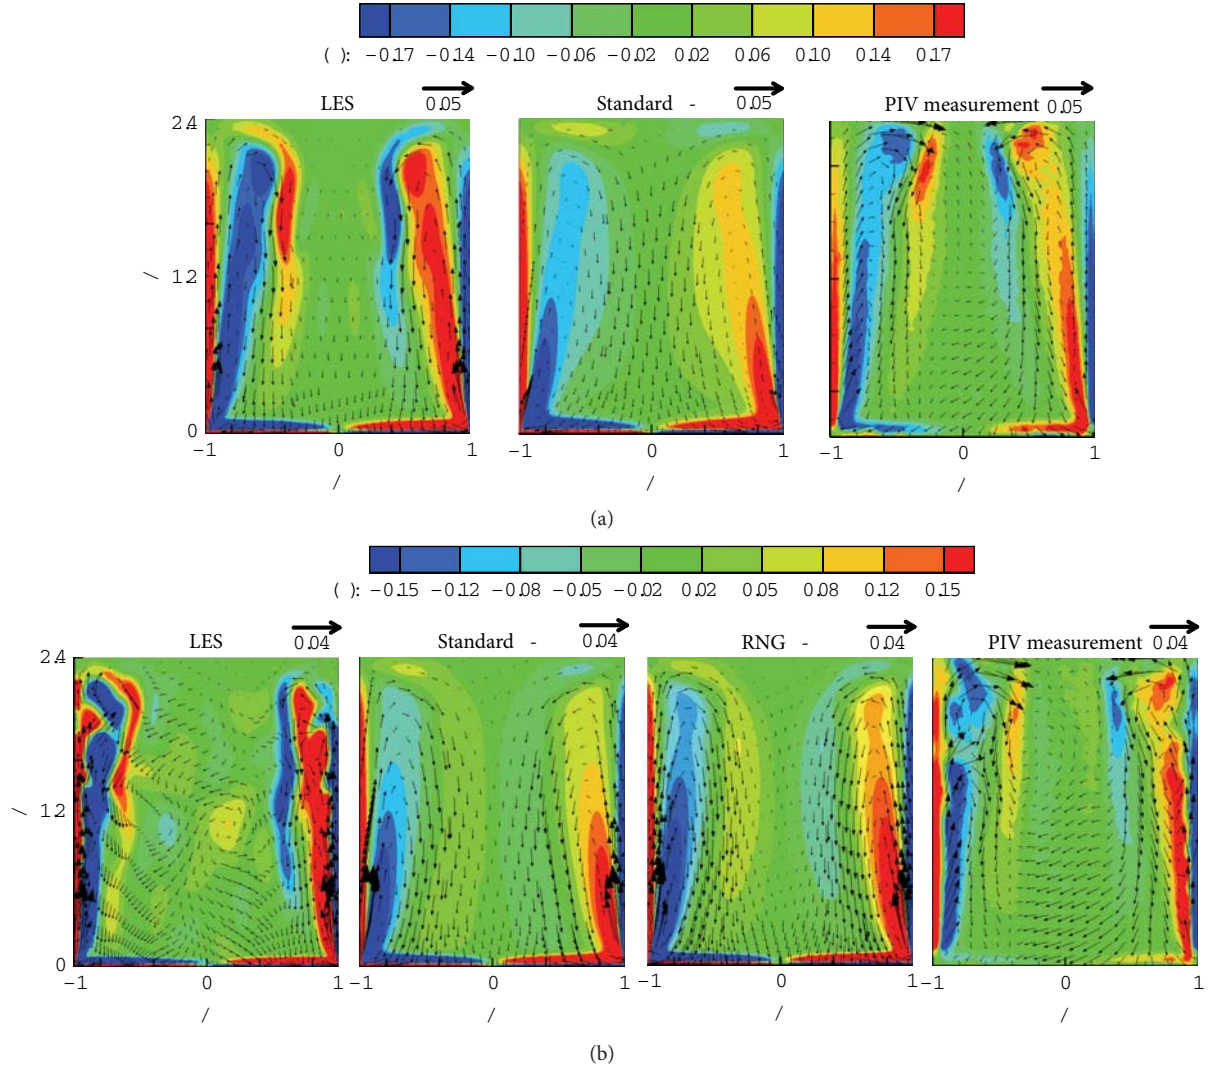 ( ): -0.17 -0.14 -0.10 -0.06 -0.02 0.02 0.06 0.10 0.14 0.17
LES 0.05 Standard - 0.05 PIV measurement 0.05
2.4
/ 1.2
0
-1 0 1 -1 0 1 -1 0 1
/ / /
(a)
( ): -0.15 -0.12 -0.08 -0.05 -0.02 0.02 0.05 0.08 0.12 0.15
LES 0.04 Standard - 0.04 RNG - 0.04 PIV measurement 0.04
2.4
/ 1.2
0
-1 0 1 -1 0 1 -1 0 1 -1 0 1
/ / / /
(b)